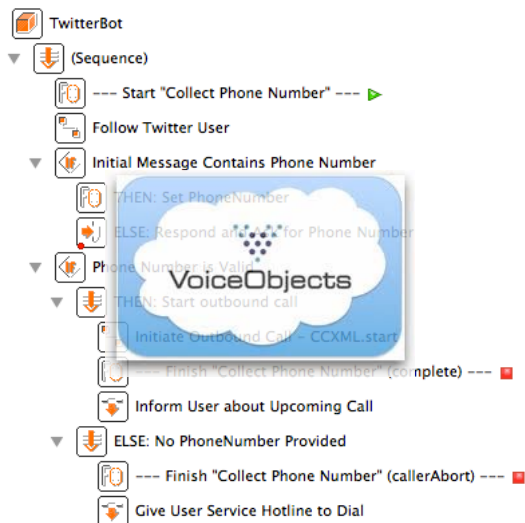 TwitterBot
(Sequence)
--- Start "Collect Phone Number" ---
Follow Twitter User
Initial Message Contains Phone Number
THEN: Set PhoneNumber
ELSE: Respond and Ask for Phone Number
Phone Number is Valid
VoiceObjects
THEN: Start outbound call
Initiate Outbound Call - CCXML.start
--- Finish "Collect Phone Number" (complete) ---
Inform User about Upcoming Call
ELSE: No PhoneNumber Provided
--- Finish "Collect Phone Number" (callerAbort) ---
Give User Service Hotline to Dial